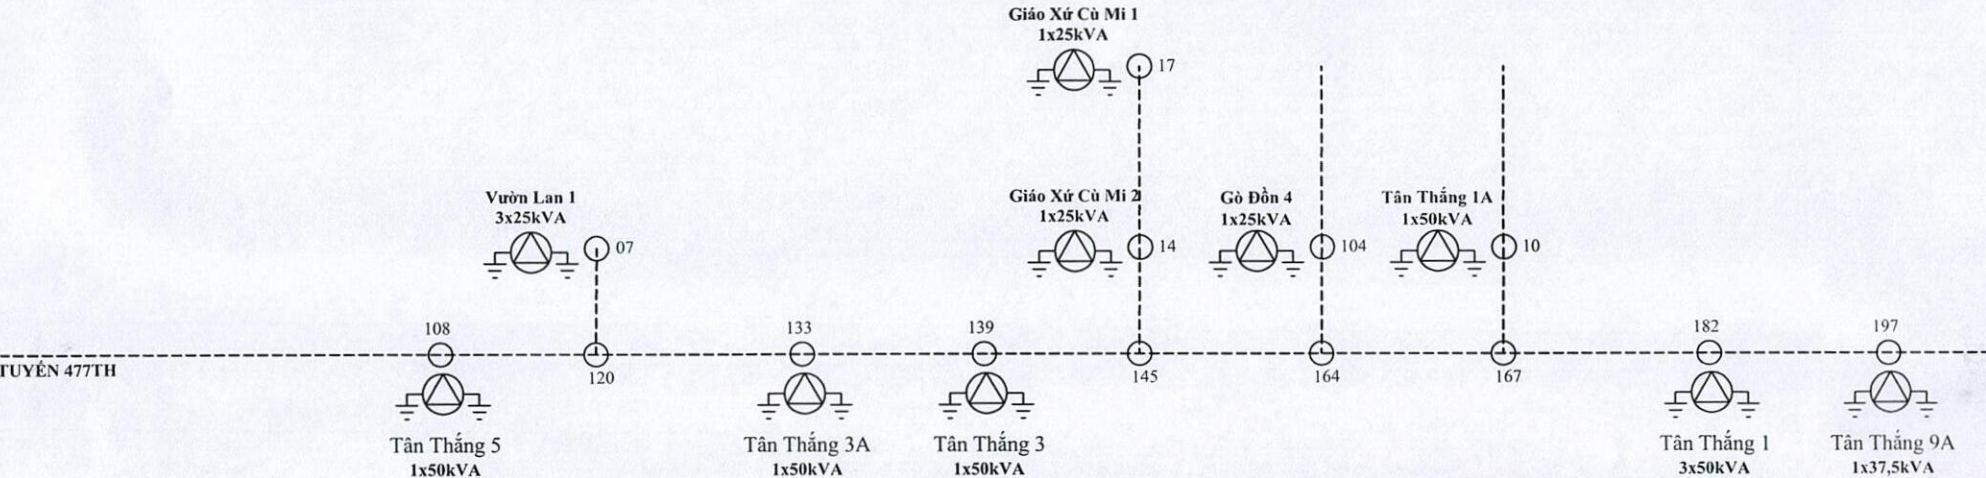 Giáo Xứ Cù Mi 1
1x25kVA
17
Vườn Lan 1
3x25kVA
07
Giáo Xứ Cù Mi 2
1x25kVA
14
Gò Đồn 4
1x25kVA
104
Tân Thắng 1A
1x50kVA
10
108
133
139
182
197
TUYẾN 477TH
120
145
164
167
Tân Thắng 5
1x50kVA
Tân Thắng 3A
1x50kVA
Tân Thắng 3
1x50kVA
Tân Thắng 1
3x50kVA
Tân Thắng 9A
1x37,5kVA